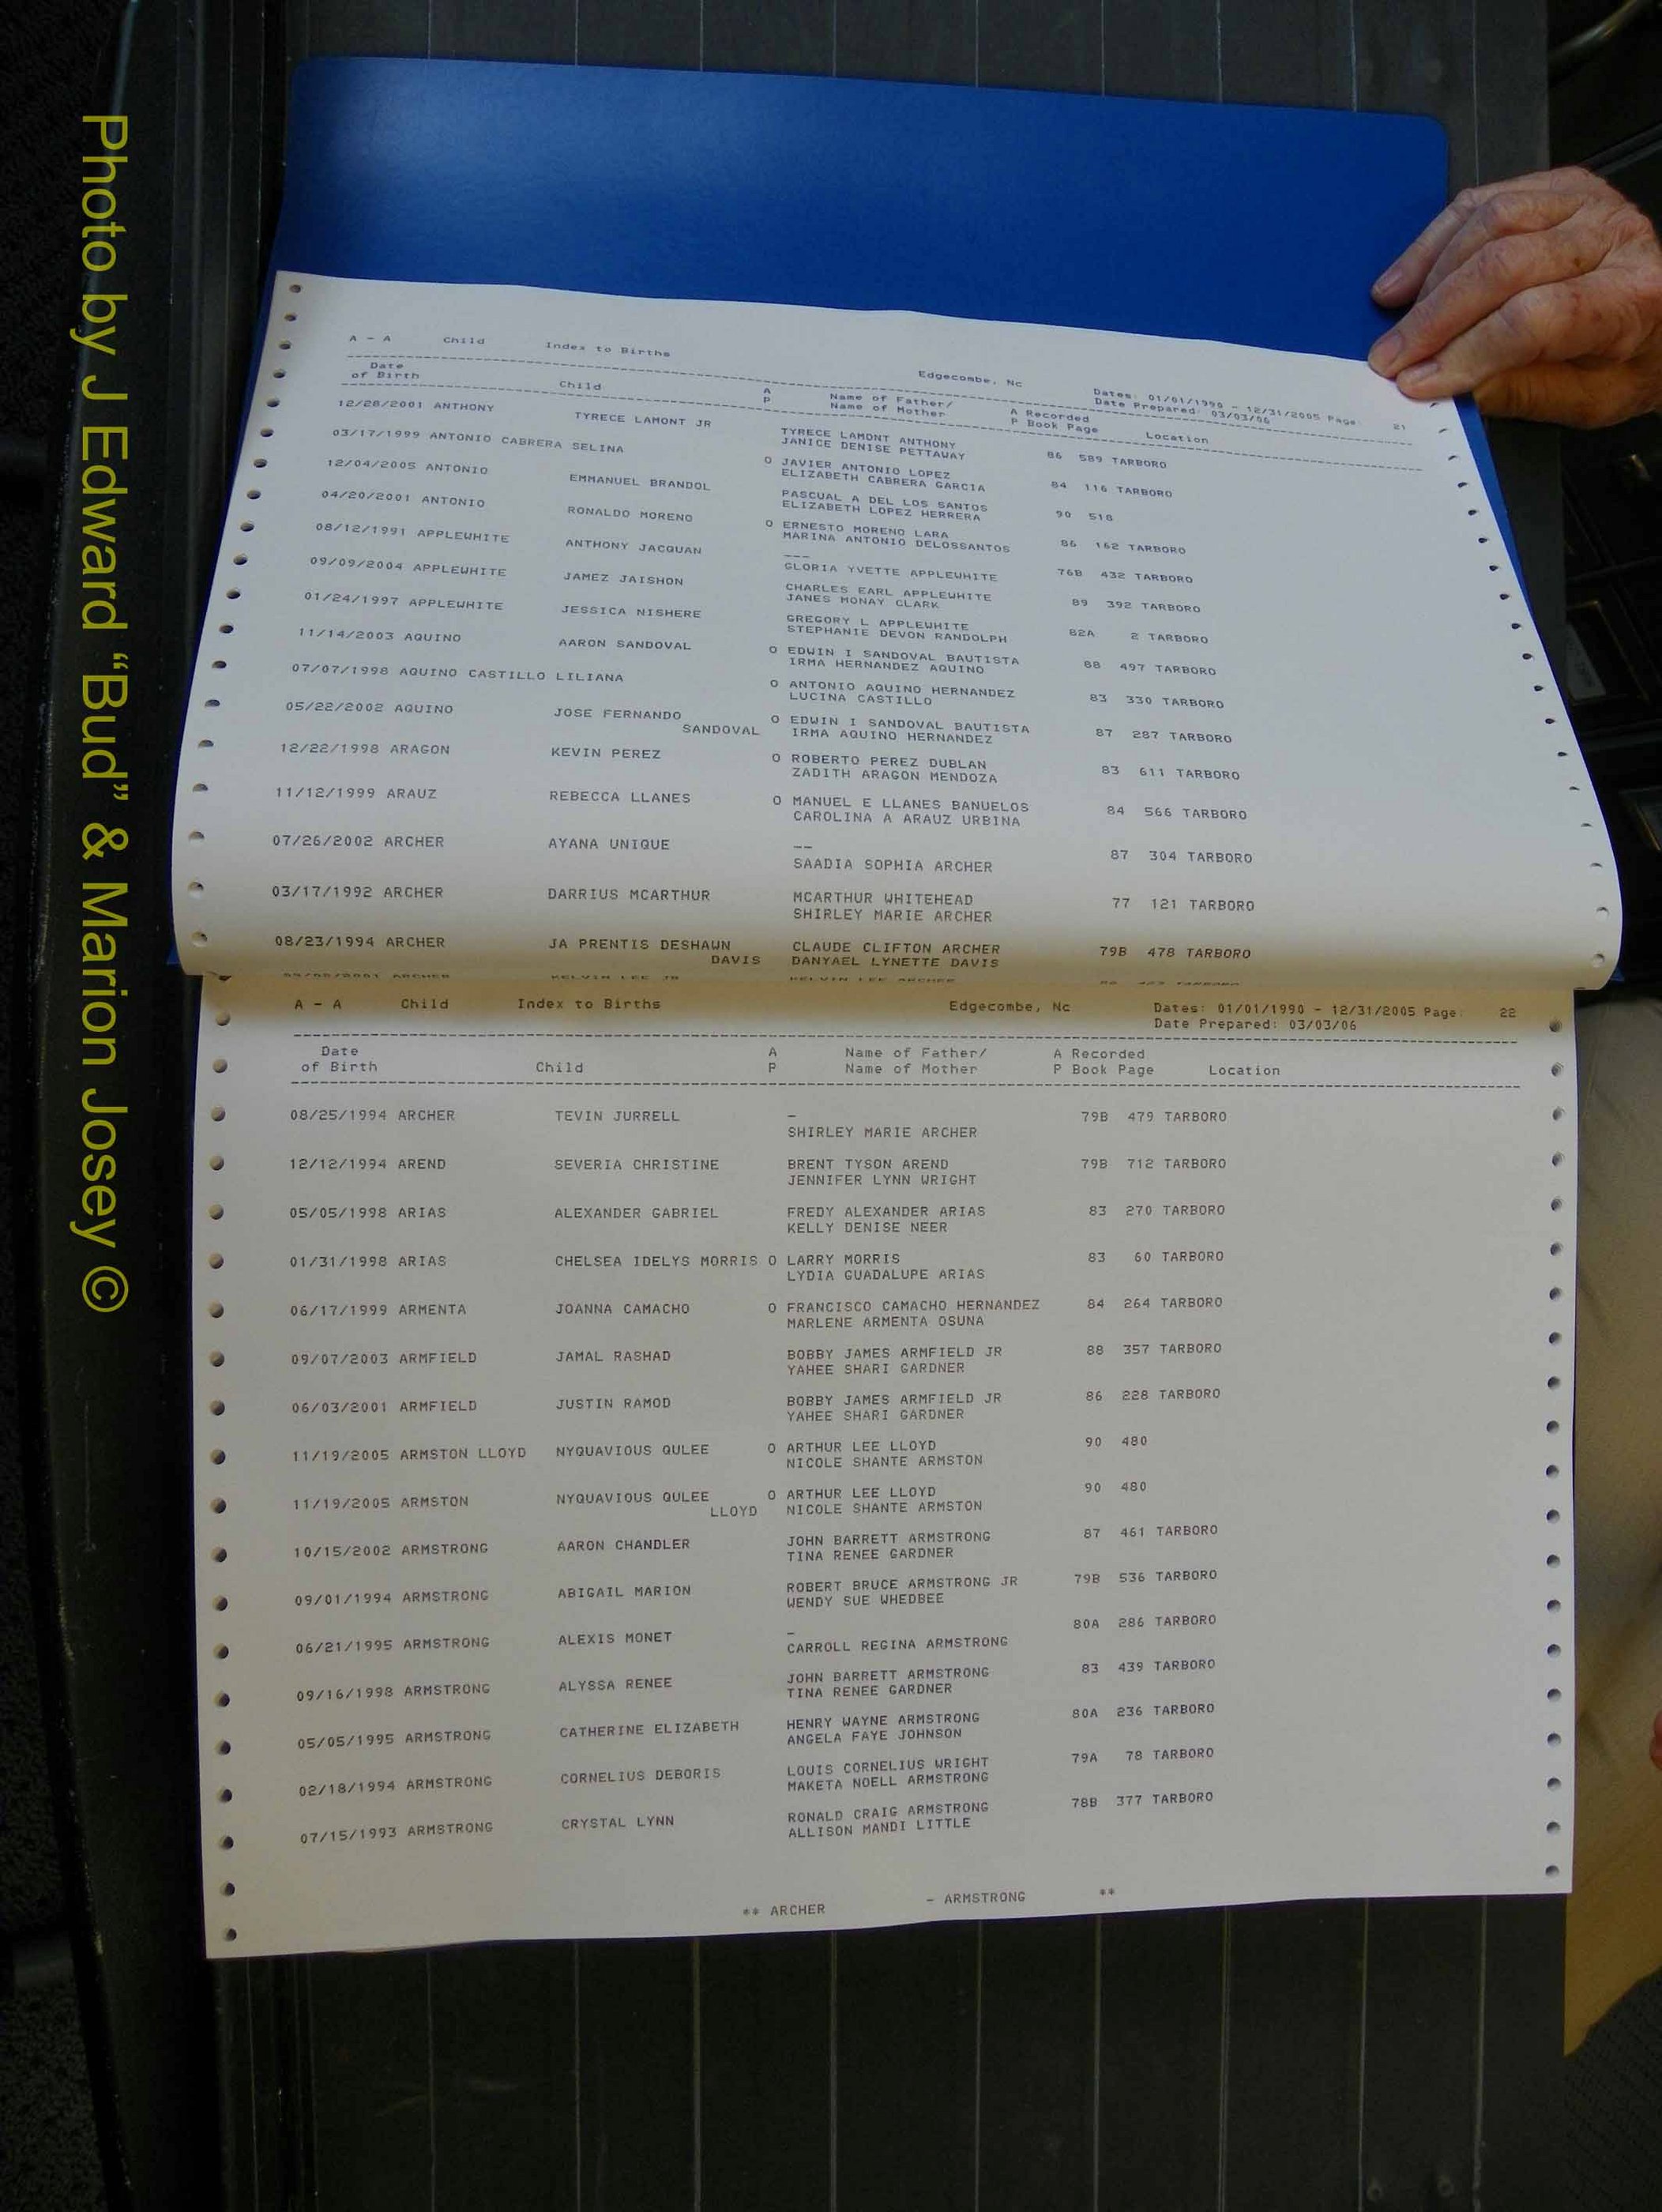 Photo by J Edward “Bud” & Marion Josey ©
A - A Child Index to Births Edgecombe, Nc Dates: 01/01/1990 - 12/31/2005 Page: 21
Date Prepared: 03/03/06
Date A Name of Father/ A Recorded
of Birth Child P Name of Mother P Book Page Location
12/28/2001 ANTHONY TYRECE LAMONT JR TYRECE LAMONT ANTHONY 86 589 TARBORO
JANICE DENISE PETTAWAY
03/17/1999 ANTONIO CABRERA SELINA O JAVIER ANTONIO LOPEZ 84 116 TARBORO
ELIZABETH CABRERA GARCIA
12/04/2005 ANTONIO EMMANUEL BRANDOL PASCUAL A DEL LOS SANTOS 90 518
ELIZABETH LOPEZ HERRERA
04/20/2001 ANTONIO RONALDO MORENO O ERNESTO MORENO LARA 86 162 TARBORO
MARINA ANTONIO DELOSSANTOS
08/12/1991 APPLEWHITE ANTHONY JACQUAN --- 76B 432 TARBORO
GLORIA YVETTE APPLEWHITE
09/09/2004 APPLEWHITE JAMEZ JAISHON CHARLES EARL APPLEWHITE 89 392 TARBORO
JANES MONAY CLARK
01/24/1997 APPLEWHITE JESSICA NISHERE GREGORY L APPLEWHITE 82A 2 TARBORO
STEPHANIE DEVON RANDOLPH
11/14/2003 AQUINO AARON SANDOVAL O EDWIN I SANDOVAL BAUTISTA 88 497 TARBORO
IRMA HERNANDEZ AQUINO
07/07/1998 AQUINO CASTILLO LILIANA O ANTONIO AQUINO HERNANDEZ 83 330 TARBORO
LUCINA CASTILLO
05/22/2002 AQUINO JOSE FERNANDO O EDWIN I SANDOVAL BAUTISTA 87 287 TARBORO
SANDOVAL IRMA AQUINO HERNANDEZ
12/22/1998 ARAGON KEVIN PEREZ O ROBERTO PEREZ DUBLAN 83 611 TARBORO
ZADITH ARAGON MENDOZA
11/12/1999 ARAUZ REBECCA LLANES O MANUEL E LLANES BANUELOS 84 566 TARBORO
CAROLINA A ARAUZ URBINA
07/26/2002 ARCHER AYANA UNIQUE -- 87 304 TARBORO
SAADIA SOPHIA ARCHER
03/17/1992 ARCHER DARRIUS MCARTHUR MCARTHUR WHITEHEAD 77 121 TARBORO
SHIRLEY MARIE ARCHER
08/23/1994 ARCHER JA PRENTIS DESHAWN CLAUDE CLIFTON ARCHER 79B 478 TARBORO
DAVIS DANYAEL LYNETTE DAVIS
ARCHER KELVIN LEE JR KELVIN LEE ARCHER TARBORO
A - A Child Index to Births Edgecombe, Nc Dates: 01/01/1990 - 12/31/2005 Page: 22
Date Prepared: 03/03/06
Date A Name of Father/ A Recorded
of Birth Child P Name of Mother P Book Page Location
08/25/1994 ARCHER TEVIN JURRELL - 79B 479 TARBORO
SHIRLEY MARIE ARCHER
12/12/1994 AREND SEVERIA CHRISTINE BRENT TYSON AREND 79B 712 TARBORO
JENNIFER LYNN WRIGHT
05/05/1998 ARIAS ALEXANDER GABRIEL FREDY ALEXANDER ARIAS 83 270 TARBORO
KELLY DENISE NEER
01/31/1998 ARIAS CHELSEA IDELYS MORRIS O LARRY MORRIS 83 60 TARBORO
LYDIA GUADALUPE ARIAS
06/17/1999 ARMENTA JOANNA CAMACHO O FRANCISCO CAMACHO HERNANDEZ 84 264 TARBORO
MARLENE ARMENTA OSUNA
09/07/2003 ARMFIELD JAMAL RASHAD BOBBY JAMES ARMFIELD JR 88 357 TARBORO
YAHEE SHARI GARDNER
06/03/2001 ARMFIELD JUSTIN RAMOD BOBBY JAMES ARMFIELD JR 86 228 TARBORO
YAHEE SHARI GARDNER
11/19/2005 ARMSTON LLOYD NYQUAVIOUS QULEE O ARTHUR LEE LLOYD 90 480
NICOLE SHANTE ARMSTON
11/19/2005 ARMSTON NYQUAVIOUS QULEE O ARTHUR LEE LLOYD 90 480
LLOYD NICOLE SHANTE ARMSTON
10/15/2002 ARMSTRONG AARON CHANDLER JOHN BARRETT ARMSTRONG 87 461 TARBORO
TINA RENEE GARDNER
09/01/1994 ARMSTRONG ABIGAIL MARION ROBERT BRUCE ARMSTRONG JR 79B 536 TARBORO
WENDY SUE WHEDBEE
06/21/1995 ARMSTRONG ALEXIS MONET - 80A 286 TARBORO
CARROLL REGINA ARMSTRONG
09/16/1998 ARMSTRONG ALYSSA RENEE JOHN BARRETT ARMSTRONG 83 439 TARBORO
TINA RENEE GARDNER
05/05/1995 ARMSTRONG CATHERINE ELIZABETH HENRY WAYNE ARMSTRONG 80A 236 TARBORO
ANGELA FAYE JOHNSON
02/18/1994 ARMSTRONG CORNELIUS DEBORIS LOUIS CORNELIUS WRIGHT 79A 78 TARBORO
MAKETA NOELL ARMSTRONG
07/15/1993 ARMSTRONG CRYSTAL LYNN RONALD CRAIG ARMSTRONG 78B 377 TARBORO
ALLISON MANDI LITTLE
** ARCHER - ARMSTRONG **